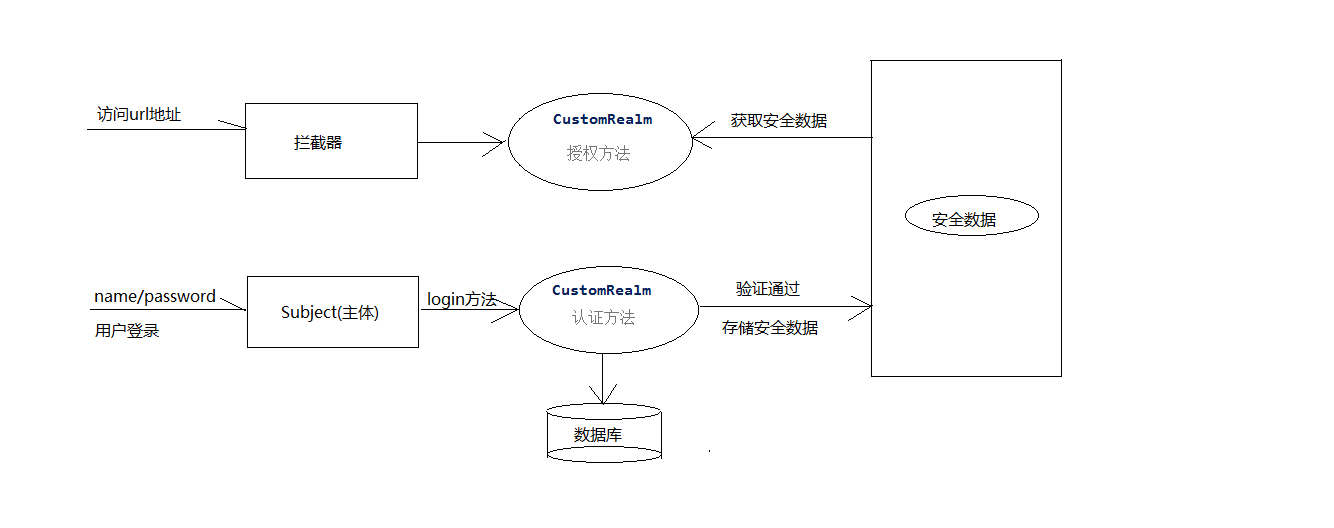 访问url地址
拦截器
CustomRealm
授权方法
获取安全数据
安全数据
name/password
用户登录
Subject(主体)
login方法
CustomRealm
认证方法
验证通过
存储安全数据
数据库